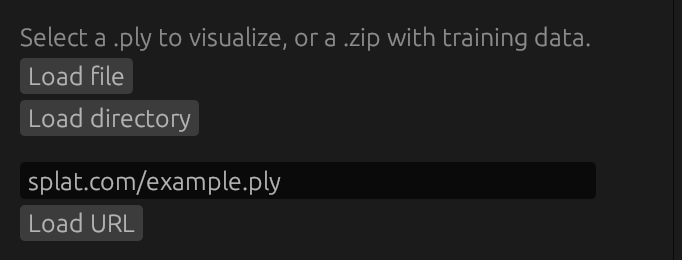 Select a .ply to visualize, or a .zip with training data.
Load file
Load directory
splat.com/example.ply
Load URL